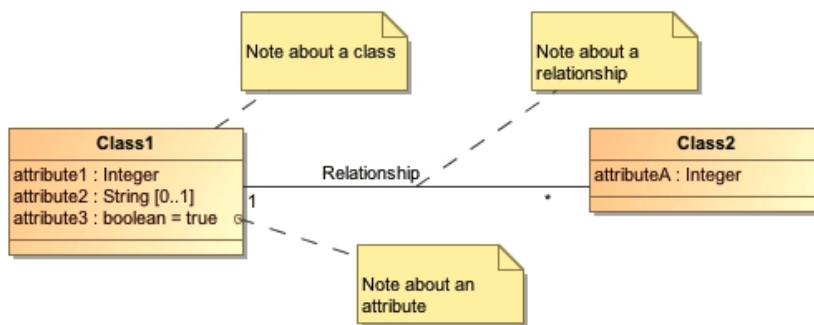 Note about a class
Note about a
relationship
Class1
attribute1 : Integer
attribute2 : String [0..1]
attribute3 : boolean = true
Relationship
1
*
Class2
attributeA : Integer
Note about an
attribute